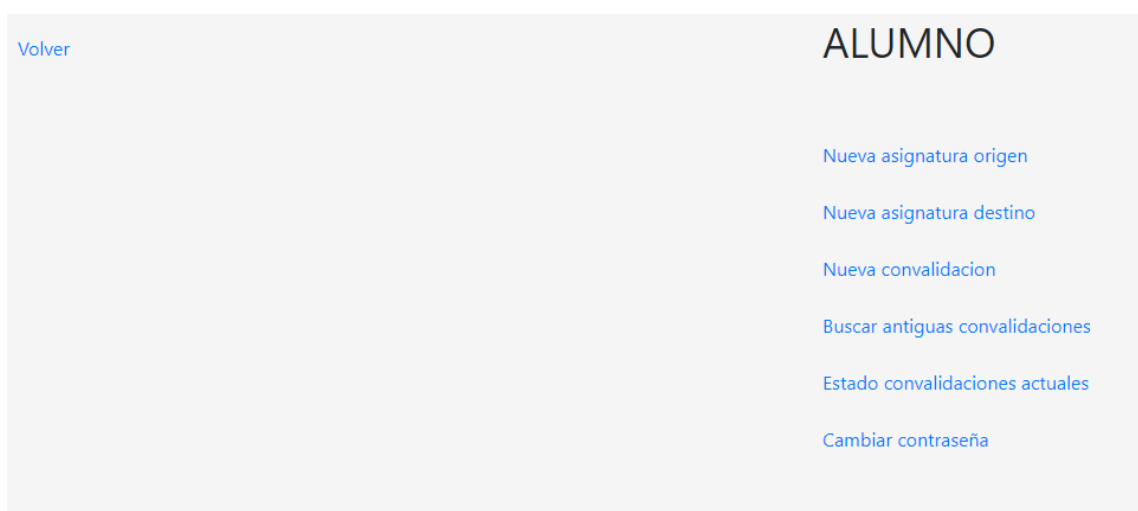 Volver
ALUMNO
Nueva asignatura origen
Nueva asignatura destino
Nueva convalidacion
Buscar antiguas convalidaciones
Estado convalidaciones actuales
Cambiar contraseña